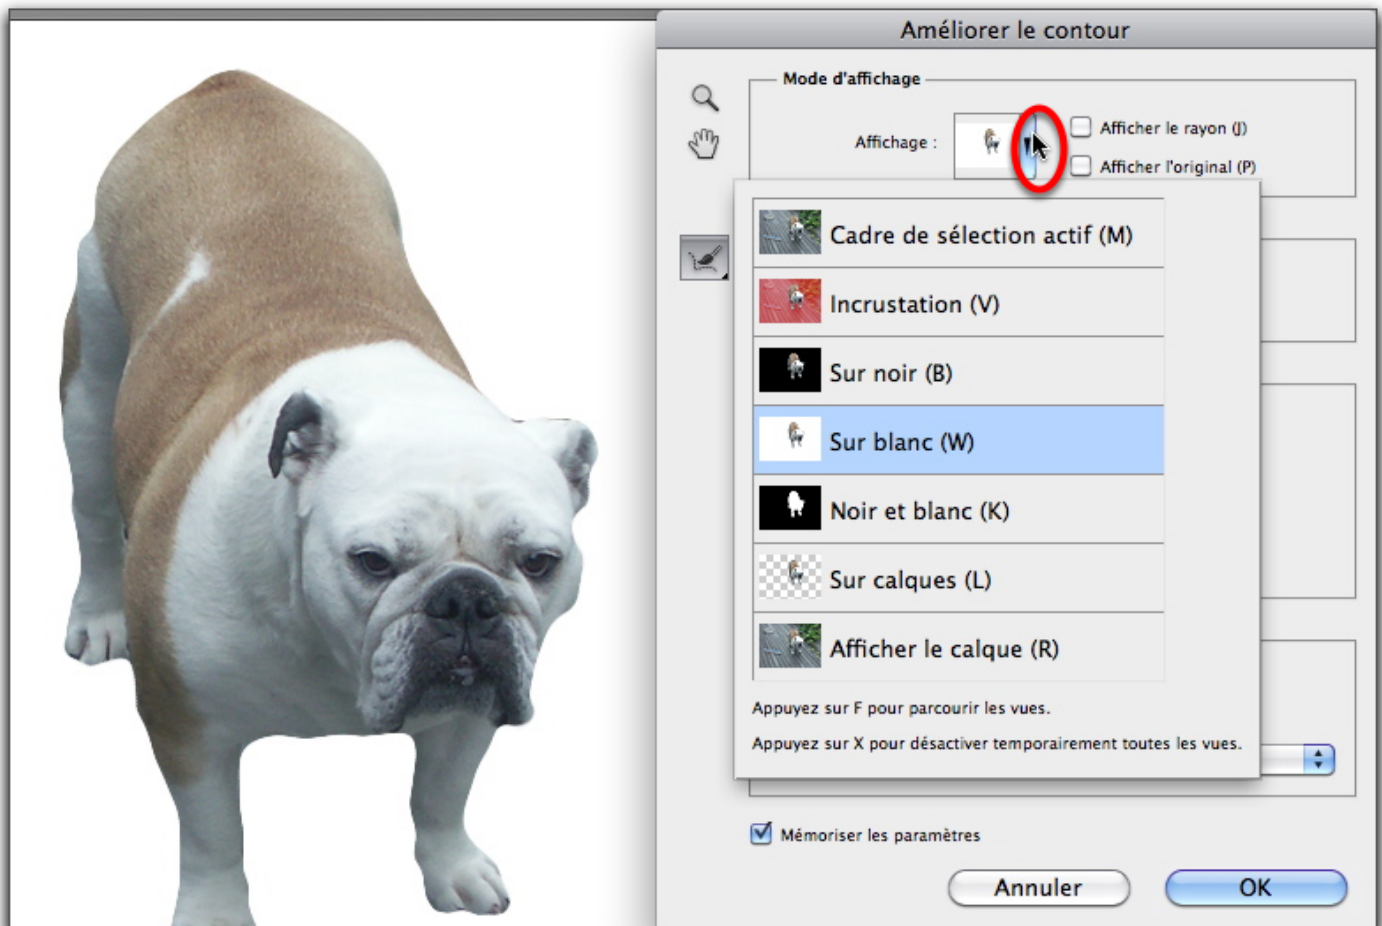 Améliorer le contour
Mode d'affichage
Affichage :
Afficher le rayon (J)
Afficher l'original (P)
Cadre de sélection actif (M)
Incrustation (V)
Sur noir (B)
Sur blanc (W)
Noir et blanc (K)
Sur calques (L)
Afficher le calque (R)
Appuyez sur F pour parcourir les vues.
Appuyez sur X pour désactiver temporairement toutes les vues.
Mémoriser les paramètres
Annuler
OK